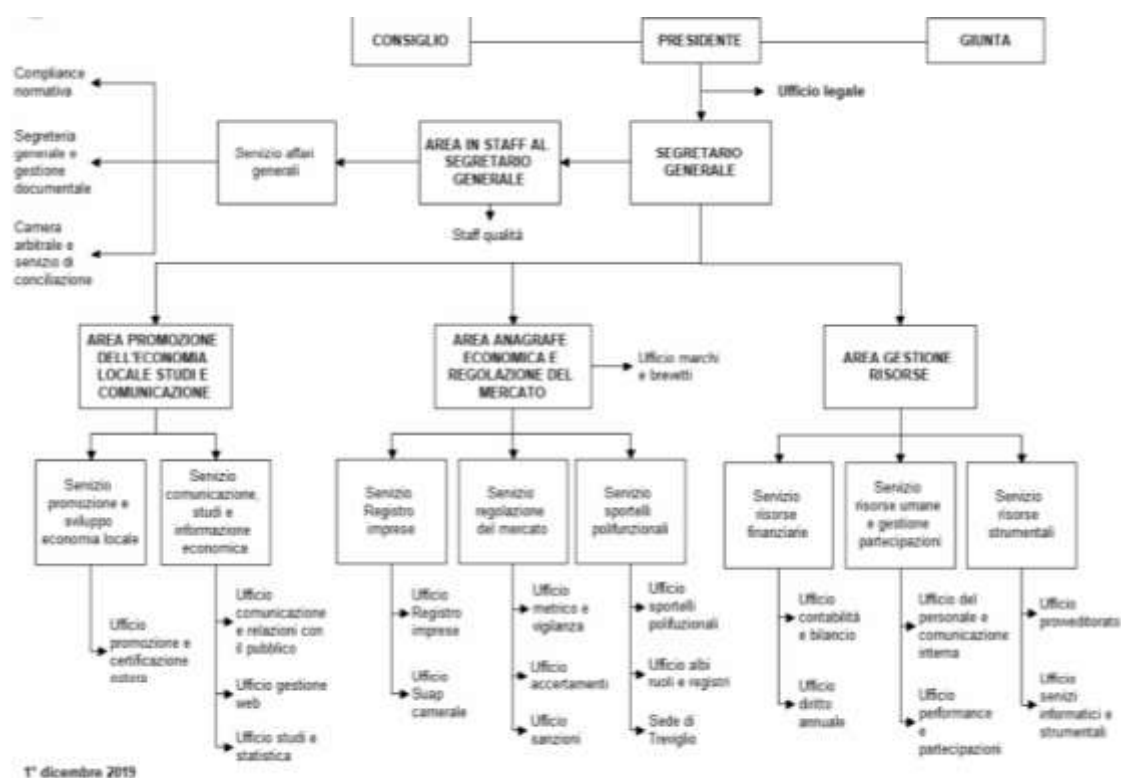 CONSIGLIO
PRESIDENTE
GIUNTA
Ufficio legale
Compliance
normativa
Segreteria
generale e
gestione
documentale
Camera
arbitrale e
servizio di
conciliazione
Servizio affari
generali
AREA IN STAFF AL
SEGRETARIO
GENERALE
SEGRETARIO
GENERALE
Staff qualità
AREA PROMOZIONE
DELL'ECONOMIA
LOCALE STUDI E
COMUNICAZIONE
AREA ANAGRAFE
ECONOMICA E
REGOLAZIONE DEL
MERCATO
Ufficio marchi
e brevetti
AREA GESTIONE
RISORSE
Servizio
promozione e
sviluppo
economia locale
Servizio
comunicazione,
studi e
informazione
economica
Servizio
Registro
imprese
Servizio
regolazione
del mercato
Servizio
sportelli
polifunzionali
Servizio
risorse
finanziarie
Servizio
risorse umane
e gestione
partecipazioni
Servizio
risorse
strumentali
Ufficio
promozione e
certificazione
estera
Ufficio
comunicazione
e relazioni con
il pubblico
Ufficio gestione
web
Ufficio studi e
statistica
Ufficio
Registro
imprese
Ufficio
Suap
camerale
Ufficio
metrico e
vigilanza
Ufficio
accertamenti
Ufficio
sanzioni
Ufficio
sportelli
polifuzionali
Ufficio albi
ruoli e registri
Sede di
Treviglio
Ufficio
contabilità
e bilancio
Ufficio
diritto
annuale
Ufficio del
personale e
comunicazione
interna
Ufficio
performance
e
partecipazioni
Ufficio
provveditorato
Ufficio
servizi
informatici e
strumentali
1° dicembre 2019